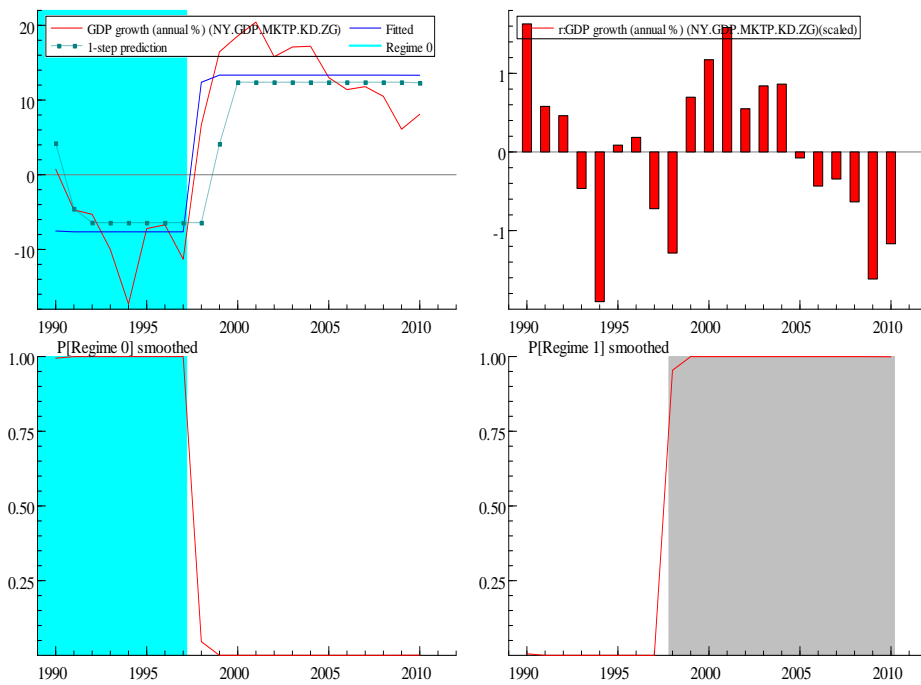 GDP growth (annual %) (NY.GDP.MKTP.KD.ZG) Fitted
1-step prediction Regime 0
20
10
0
-10
1990 1995 2000 2005 2010
r:GDP growth (annual %) (NY.GDP.MKTP.KD.ZG)(scaled)
1
0
-1
1990 1995 2000 2005 2010
P[Regime 0] smoothed
1.00
0.75
0.50
0.25
1990 1995 2000 2005 2010
P[Regime 1] smoothed
1.00
0.75
0.50
0.25
1990 1995 2000 2005 2010